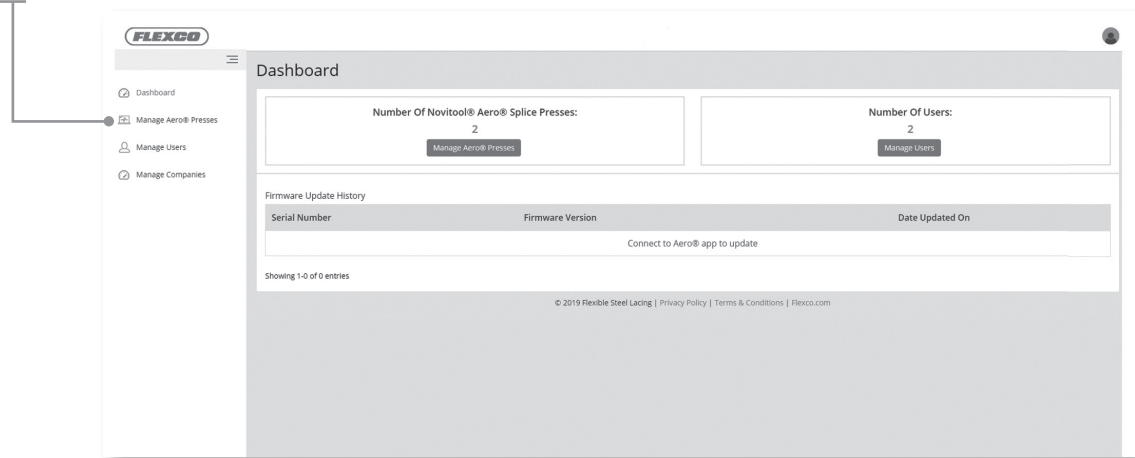 FLEXCO
Dashboard
Dashboard
Manage Aero® Presses
Manage Users
Manage Companies
Number Of Novitool® Aero® Splice Presses:
2
Manage Aero® Presses
Number Of Users:
2
Manage Users
Firmware Update History
Serial Number Firmware Version Date Updated On
Connect to Aero® app to update
Showing 1-0 of 0 entries
© 2019 Flexible Steel Lacing | Privacy Policy | Terms & Conditions | Flexco.com